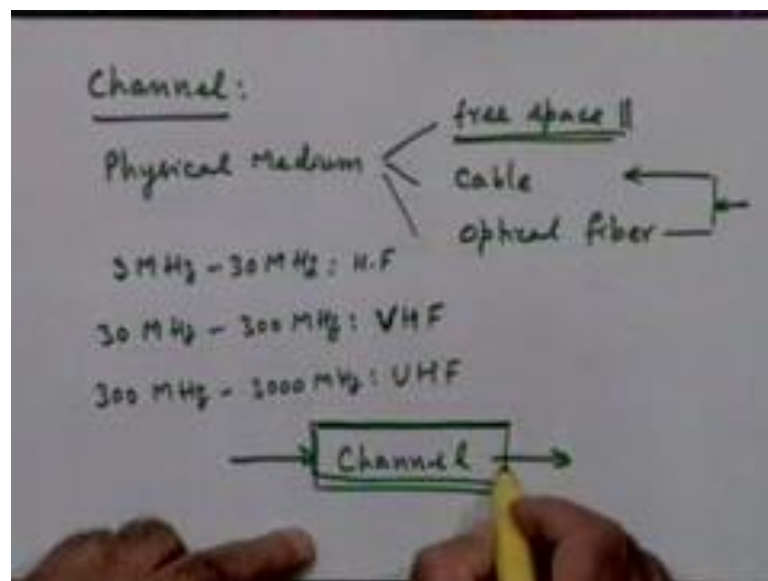 Channel:
free space ||
Physical Medium
Cable
Optical fiber
3 MHz - 30 MHz: H.F
30 MHz - 300 MHz: VHF
300 MHz - 3000 MHz: UHF
Channel